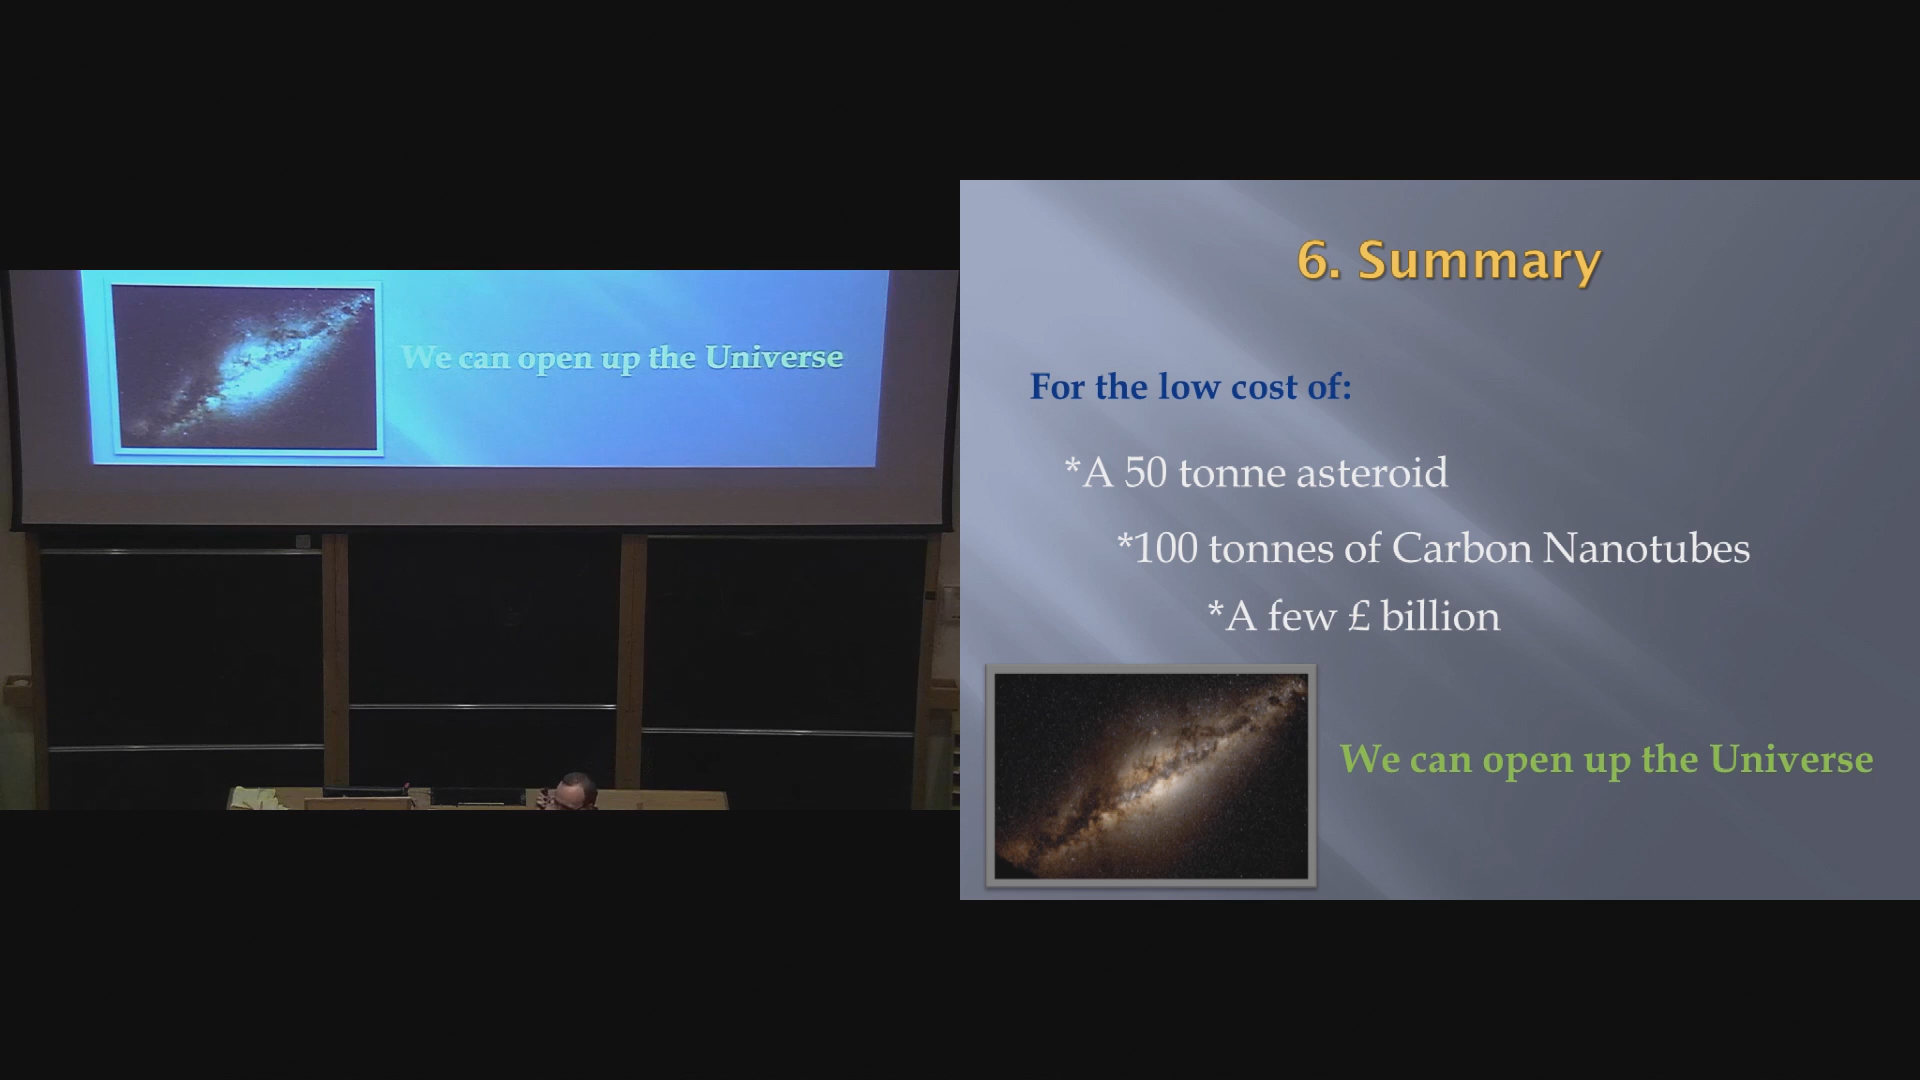 We can open up the Universe
6. Summary
For the low cost of:
*A 50 tonne asteroid
*100 tonnes of Carbon Nanotubes
*A few £ billion
We can open up the Universe